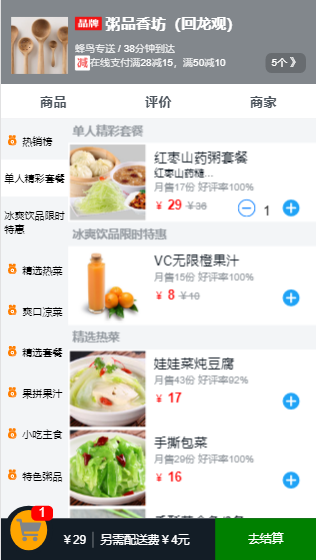 品牌 粥品香坊（回龙观）
蜂鸟专送 / 38分钟到达
减 在线支付满28减15，满50减10
5个 》
商品
评价
商家
热销榜
单人精彩套餐
冰爽饮品限时特惠
精选热菜
爽口凉菜
精选套餐
果拼果汁
小吃主食
特色粥品
单人精彩套餐
红枣山药粥套餐
红枣山药糙...
月售17份 好评率100%
￥ 29 ￥36
1
冰爽饮品限时特惠
VC无限橙果汁
月售15份 好评率100%
￥ 8 ￥10
精选热菜
娃娃菜炖豆腐
月售43份 好评率92%
￥ 17
手撕包菜
月售29份 好评率100%
￥ 16
1
￥29
另需配送费￥4元
去结算